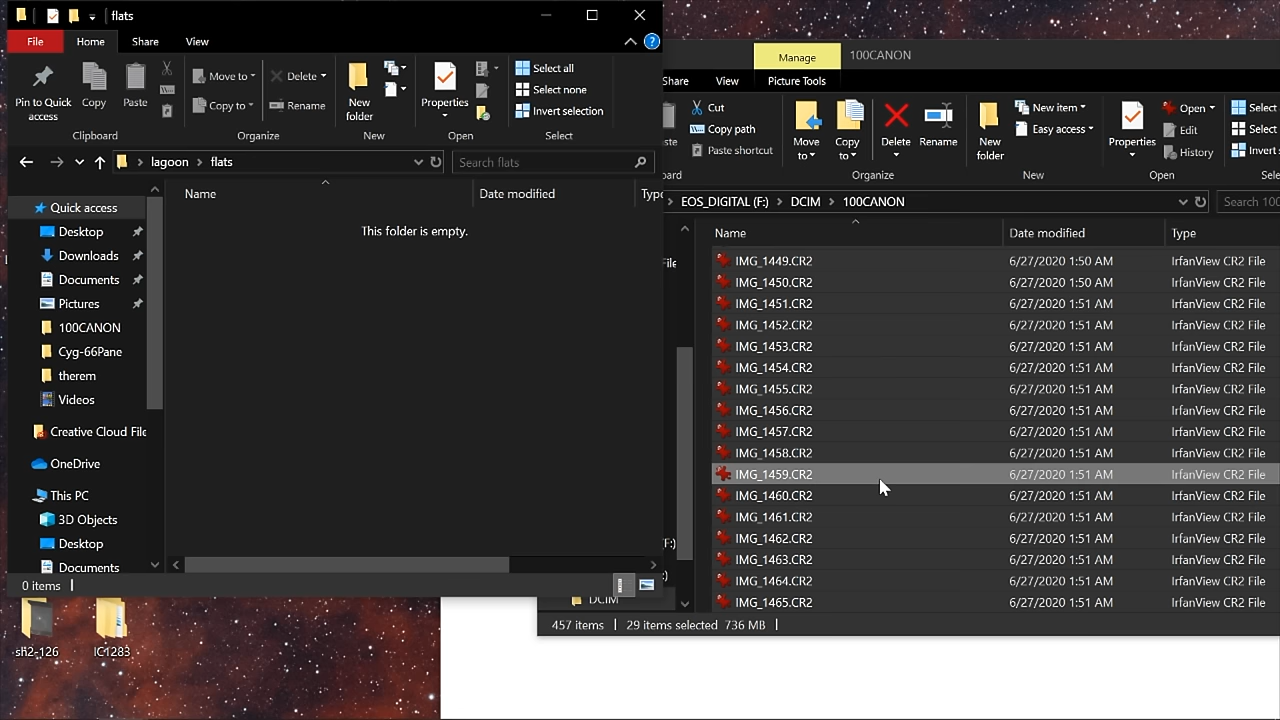 flats
File
Home
Share
View
Pin to Quick access
Copy
Paste
Clipboard
Move to
Copy to
Delete
Rename
Organize
New folder
New
Properties
Open
Select all
Select none
Invert selection
Select
lagoon > flats
Search flats
Name
Date modified
This folder is empty.
Quick access
Desktop
Downloads
Documents
Pictures
100CANON
Cyg-66Pane
therem
Videos
Creative Cloud File
OneDrive
This PC
3D Objects
Desktop
Documents
0 items
sh2-126
IC1283
Manage
100CANON
Share
View
Picture Tools
Cut
Copy path
Paste shortcut
Move to
Copy to
Delete
Rename
Organize
New folder
New item
Easy access
New
Properties
Open
Edit
History
Open
Select
Select
Invert
EOS_DIGITAL (F:) > DCIM > 100CANON
Search 100
Name Date modified Type
IMG_1449.CR2 6/27/2020 1:50 AM IrfanView CR2 File
IMG_1450.CR2 6/27/2020 1:50 AM IrfanView CR2 File
IMG_1451.CR2 6/27/2020 1:51 AM IrfanView CR2 File
IMG_1452.CR2 6/27/2020 1:51 AM IrfanView CR2 File
IMG_1453.CR2 6/27/2020 1:51 AM IrfanView CR2 File
IMG_1454.CR2 6/27/2020 1:51 AM IrfanView CR2 File
IMG_1455.CR2 6/27/2020 1:51 AM IrfanView CR2 File
IMG_1456.CR2 6/27/2020 1:51 AM IrfanView CR2 File
IMG_1457.CR2 6/27/2020 1:51 AM IrfanView CR2 File
IMG_1458.CR2 6/27/2020 1:51 AM IrfanView CR2 File
IMG_1459.CR2 6/27/2020 1:51 AM IrfanView CR2 File
IMG_1460.CR2 6/27/2020 1:51 AM IrfanView CR2 File
IMG_1461.CR2 6/27/2020 1:51 AM IrfanView CR2 File
IMG_1462.CR2 6/27/2020 1:51 AM IrfanView CR2 File
IMG_1463.CR2 6/27/2020 1:51 AM IrfanView CR2 File
IMG_1464.CR2 6/27/2020 1:51 AM IrfanView CR2 File
IMG_1465.CR2 6/27/2020 1:51 AM IrfanView CR2 File
DCIM
457 items 29 items selected 736 MB